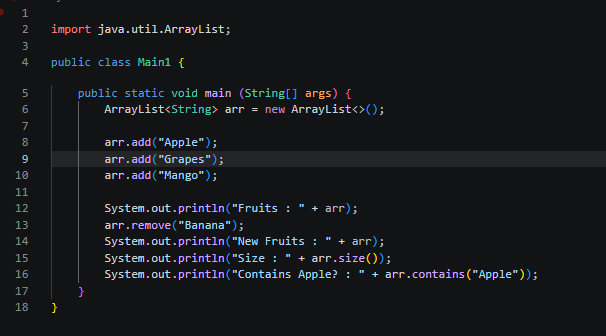 1
2 import java.util.ArrayList;
3
4 public class Main1 {
5 public static void main (String[] args) {
6 ArrayList<String> arr = new ArrayList<>();
7
8 arr.add("Apple");
9 arr.add("Grapes");
10 arr.add("Mango");
11
12 System.out.println("Fruits : " + arr);
13 arr.remove("Banana");
14 System.out.println("New Fruits : " + arr);
15 System.out.println("Size : " + arr.size());
16 System.out.println("Contains Apple? : " + arr.contains("Apple"));
17 }
18 }